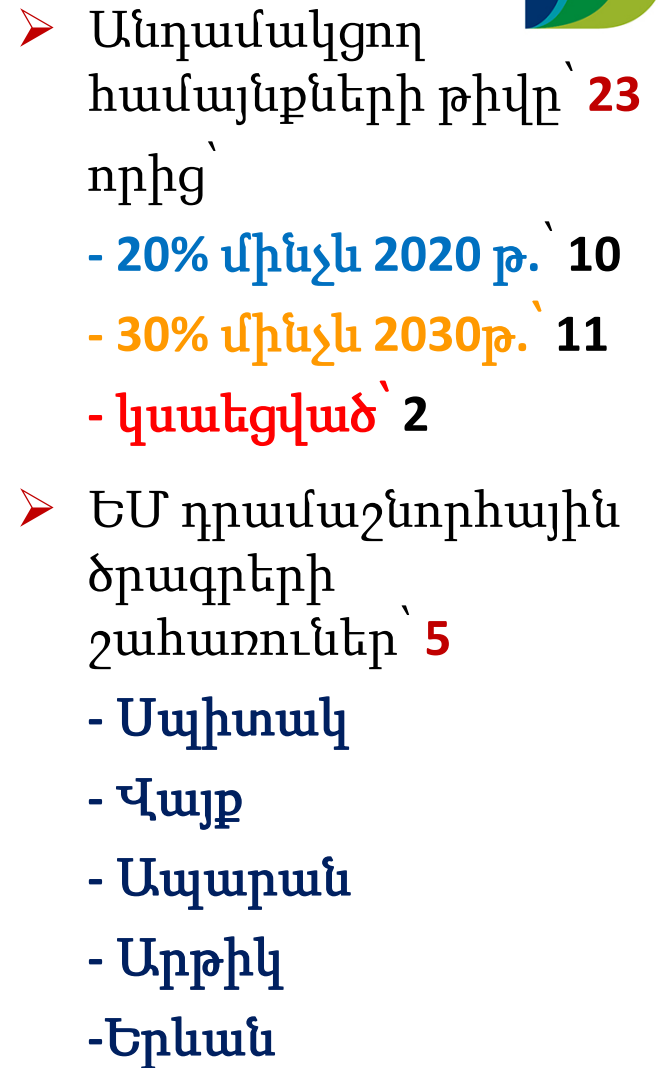 ➢ Անդամակցող
համայնքների թիվը՝ 23
որից՝
- 20% մինչև 2020 թ.՝ 10
- 30% մինչև 2030թ.՝ 11
- կսաեցված՝ 2
➢ ԵՄ դրամաշնորհային
ծրագրերի
շահառուներ՝ 5
- Սպիտակ
- Վայք
- Ապարան
- Արթիկ
-Երևան